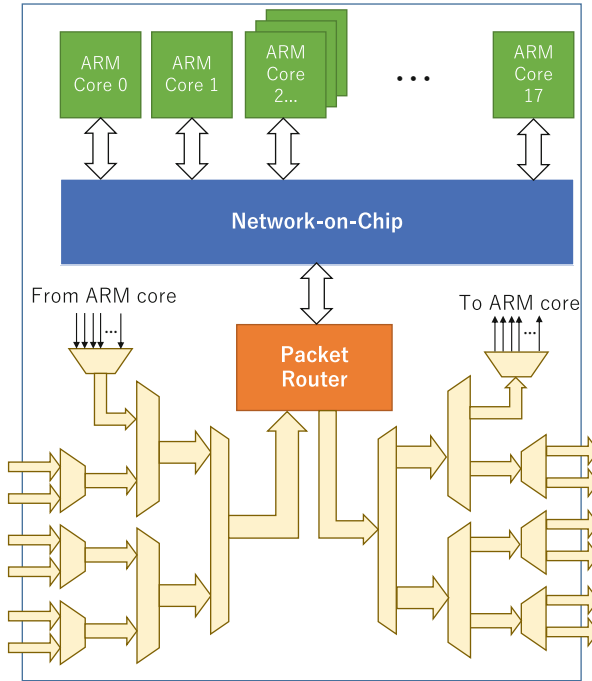 ARM
Core 0
ARM
Core 1
ARM
Core
2...
...
ARM
Core
17
Network-on-Chip
From ARM core
...
To ARM core
...
Packet
Router